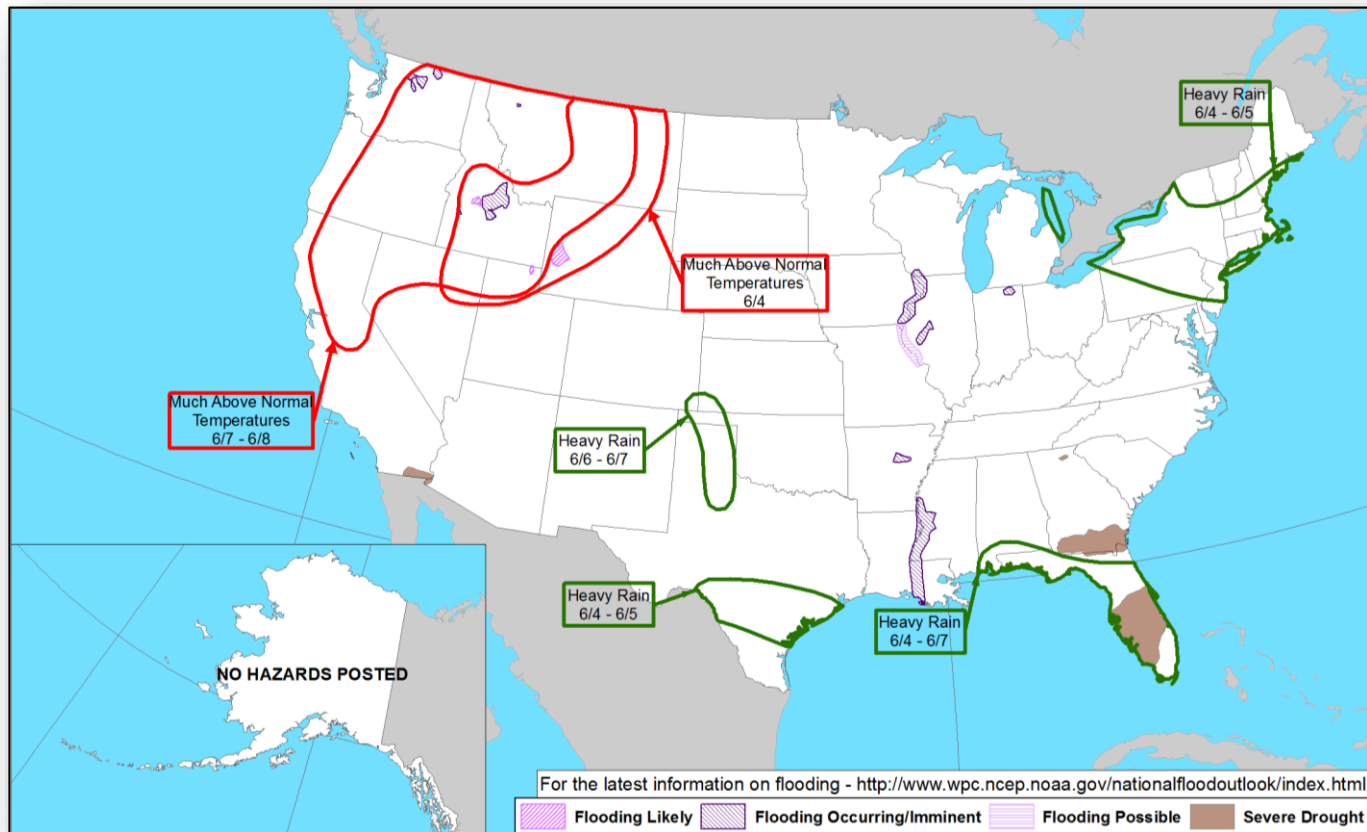 Heavy Rain
6/4 - 6/5
Much Above Normal
Temperatures
6/4
Much Above Normal
Temperatures
6/7 - 6/8
Heavy Rain
6/6 - 6/7
Heavy Rain
6/4 - 6/5
Heavy Rain
6/4 - 6/7
NO HAZARDS POSTED
For the latest information on flooding - http://www.wpc.ncep.noaa.gov/nationalfloodoutlook/index.html
Flooding Likely
Flooding Occurring/Imminent
Flooding Possible
Severe Drought